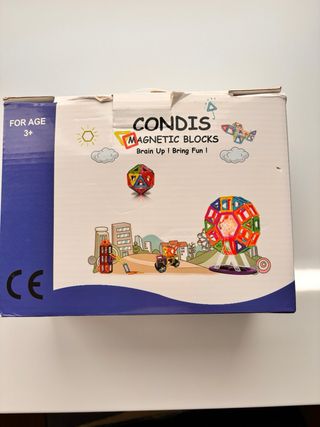 FOR AGE
3+
CONDIS
MAGNETIC BLOCKS
Brain Up ! Bring Fun !
CE